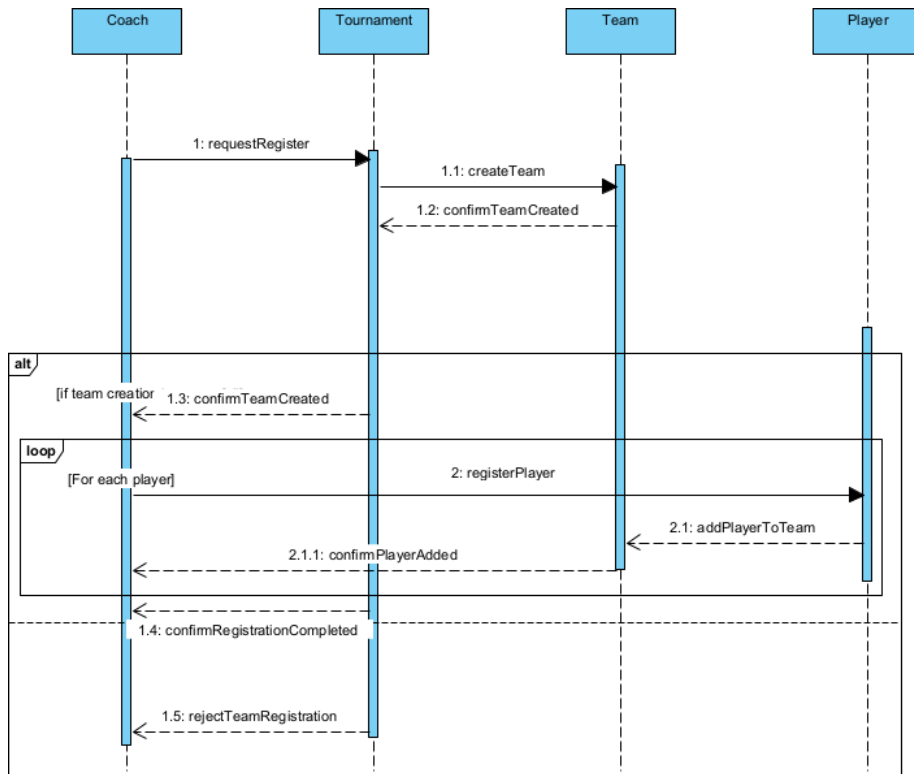 Coach
Tournament
Team
Player
1: requestRegister
1.1: createTeam
1.2: confirmTeamCreated
alt
[if team creation
1.3: confirmTeamCreated
loop
[For each player]
2: registerPlayer
2.1: addPlayerToTeam
2.1.1: confirmPlayerAdded
1.4: confirmRegistrationCompleted
1.5: rejectTeamRegistration